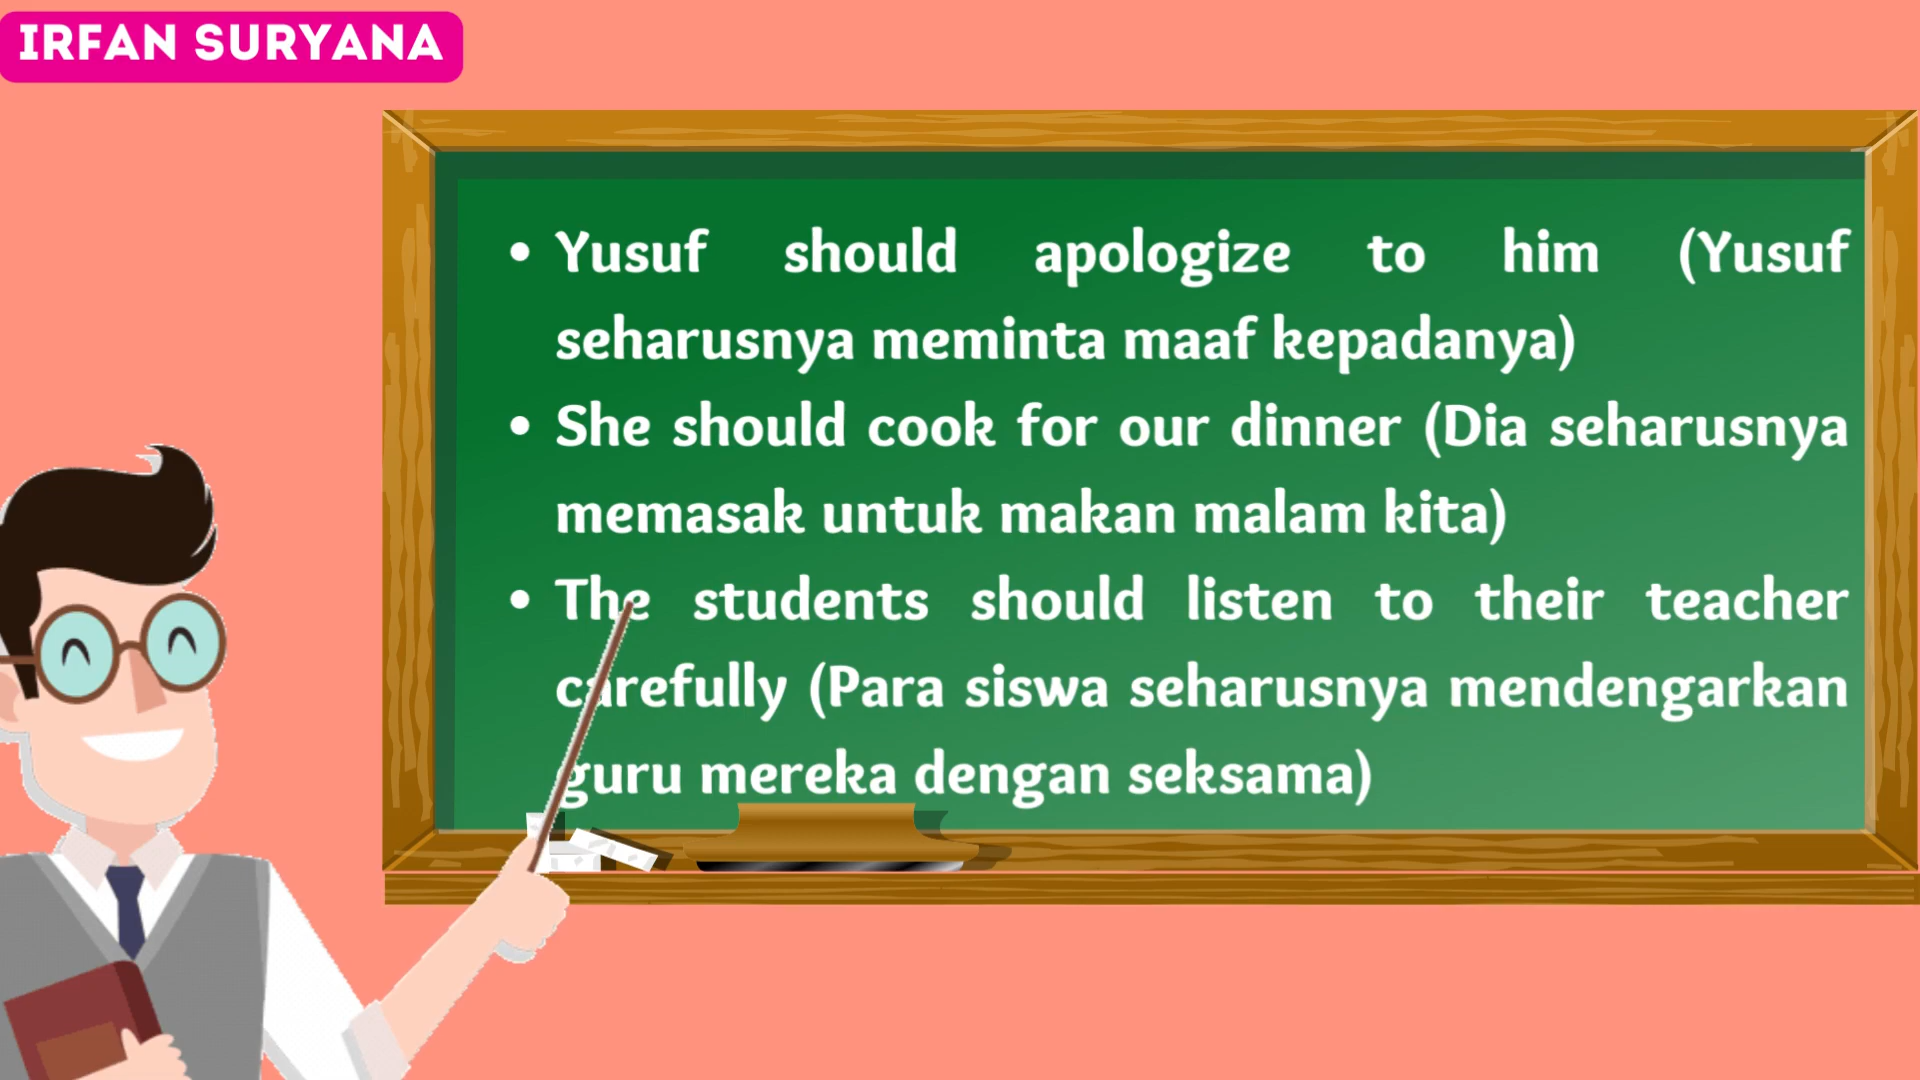 IRFAN SURYANA
• Yusuf should apologize to him (Yusuf
seharusnya meminta maaf kepadanya)
• She should cook for our dinner (Dia seharusnya
memasak untuk makan malam kita)
• The students should listen to their teacher
carefully (Para siswa seharusnya mendengarkan
guru mereka dengan seksama)